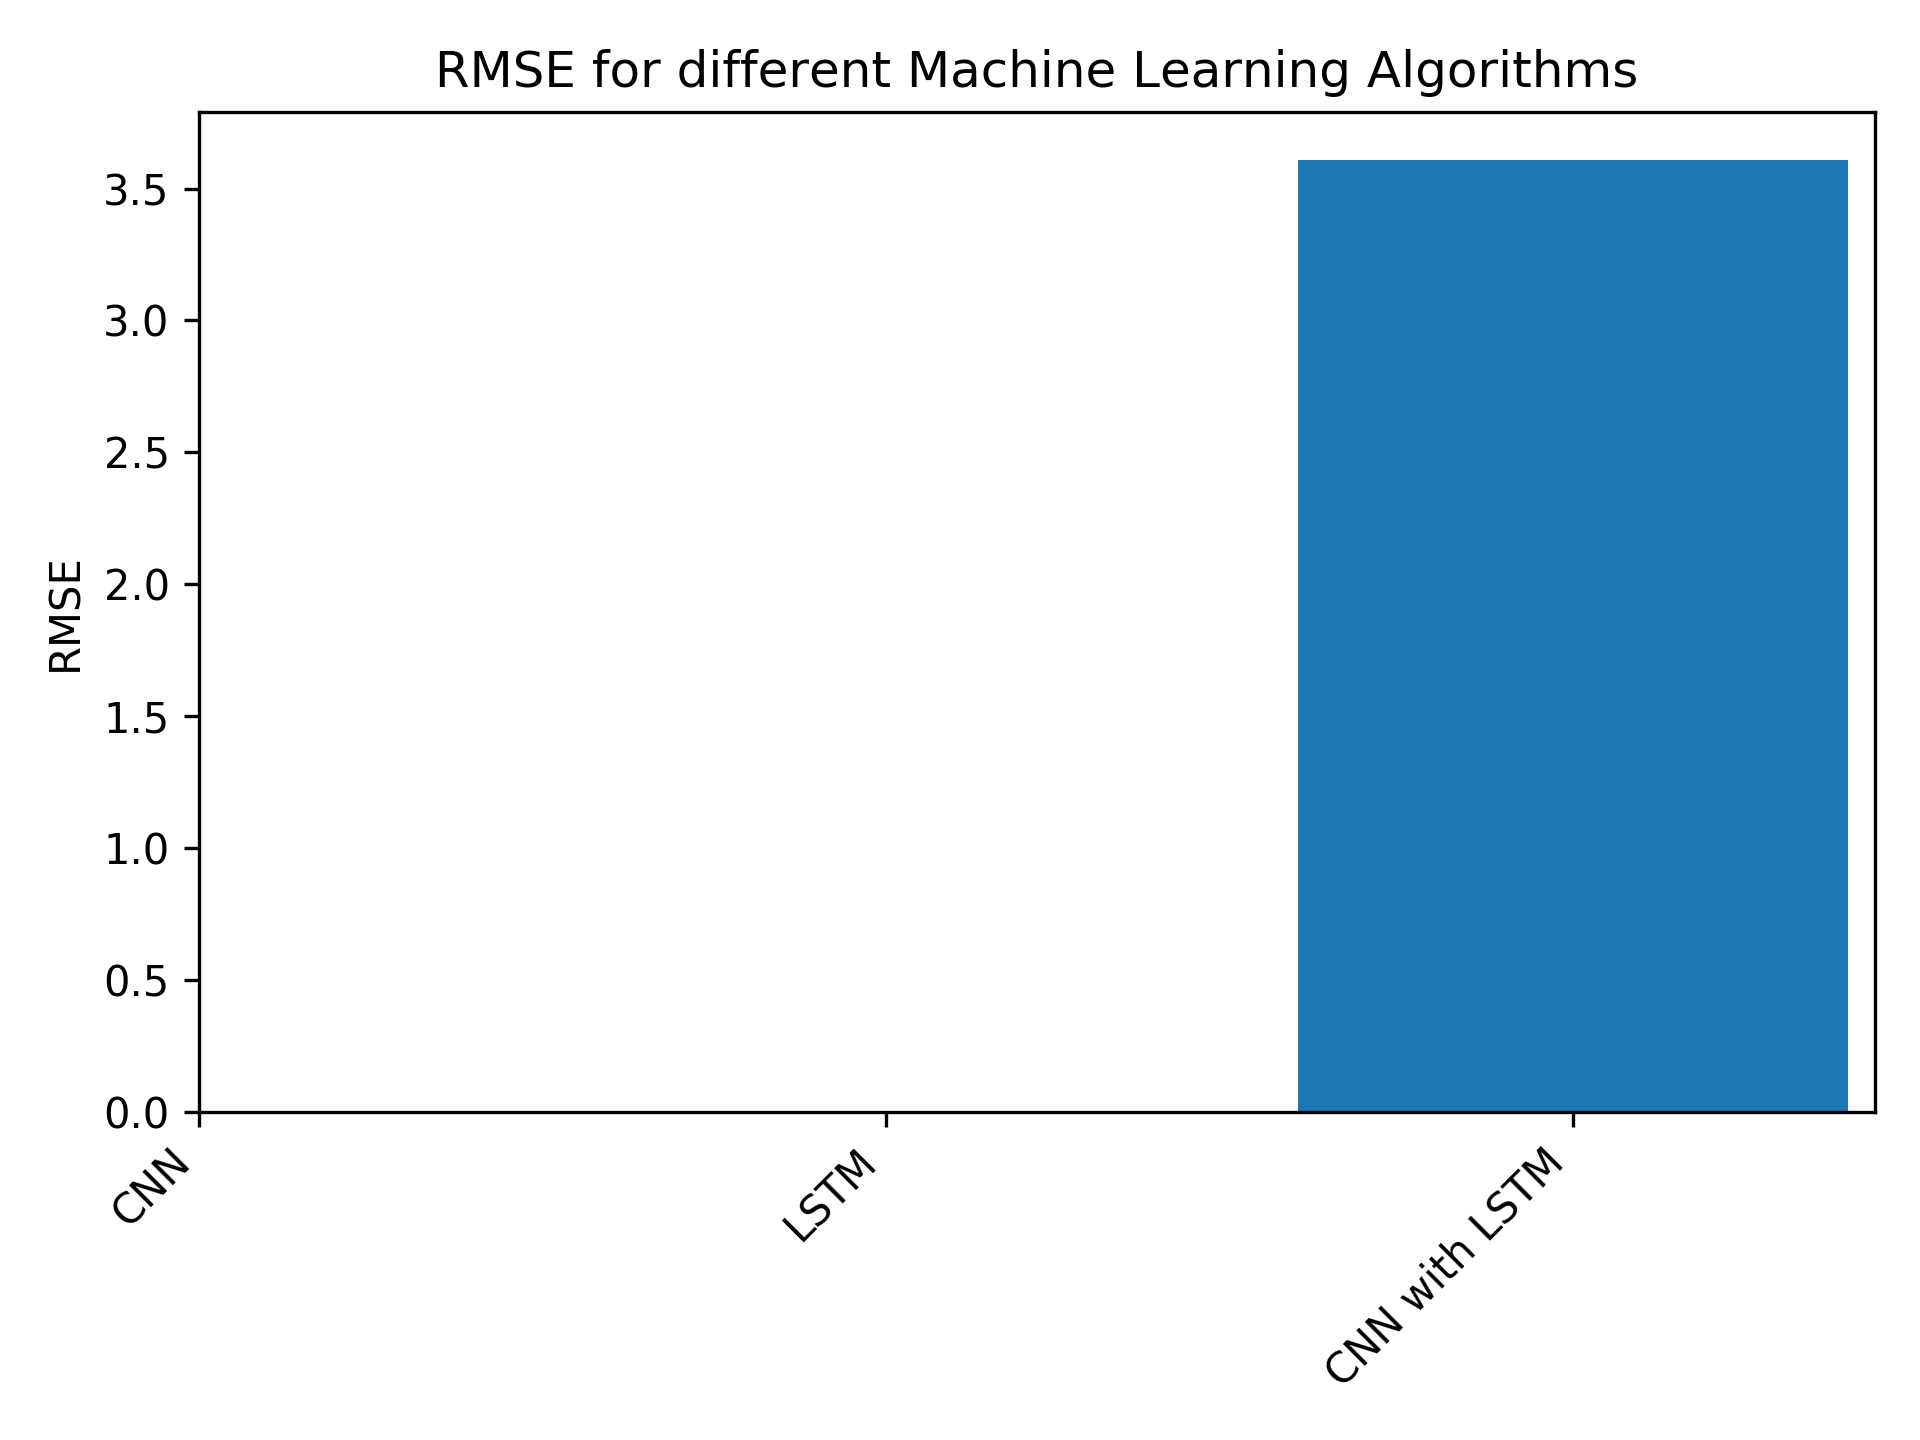 RMSE for different Machine Learning Algorithms
RMSE
3.5
3.0
2.5
2.0
1.5
1.0
0.5
0.0
CNN
LSTM
CNN with LSTM